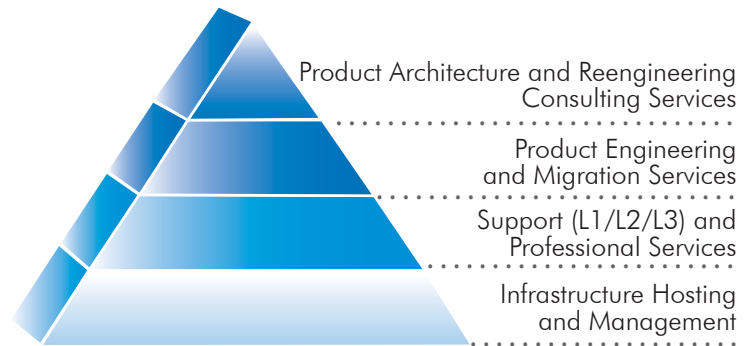 Product Architecture and Reengineering
Consulting Services
Product Engineering
and Migration Services
Support (L1/L2/L3) and
Professional Services
Infrastructure Hosting
and Management